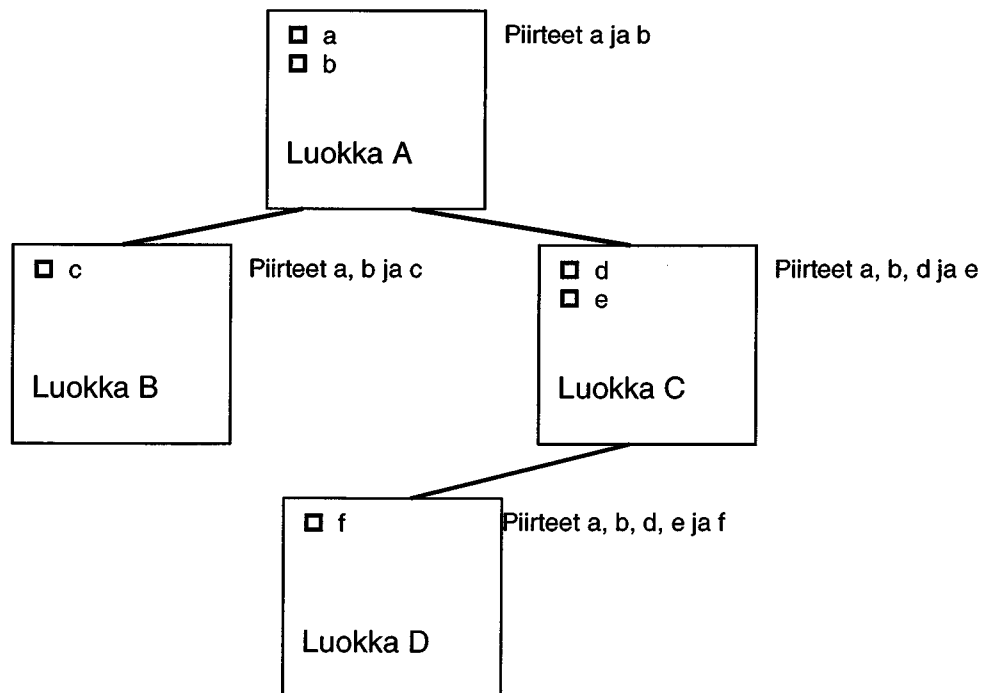 a
Piirteet a ja b
b
Luokka A
c
Piirteet a, b ja c
d
Piirteet a, b, d ja e
e
Luokka B
Luokka C
f
Piirteet a, b, d, e ja f
Luokka D